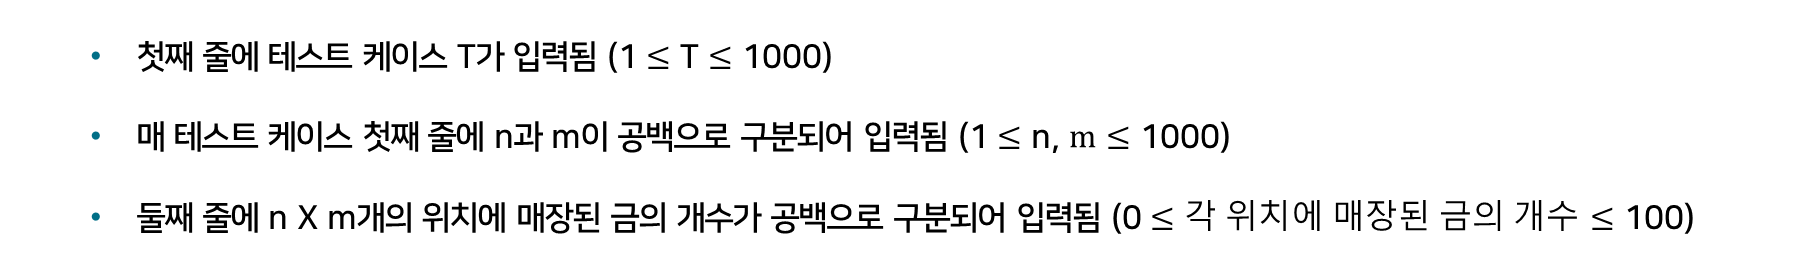 • 첫째 줄에 테스트 케이스 T가 입력됨 (1 ≤ T ≤ 1000)
• 매 테스트 케이스 첫째 줄에 n과 m이 공백으로 구분되어 입력됨 (1 ≤ n, m ≤ 1000)
• 둘째 줄에 n X m개의 위치에 매장된 금의 개수가 공백으로 구분되어 입력됨 (0 ≤ 각 위치에 매장된 금의 개수 ≤ 100)